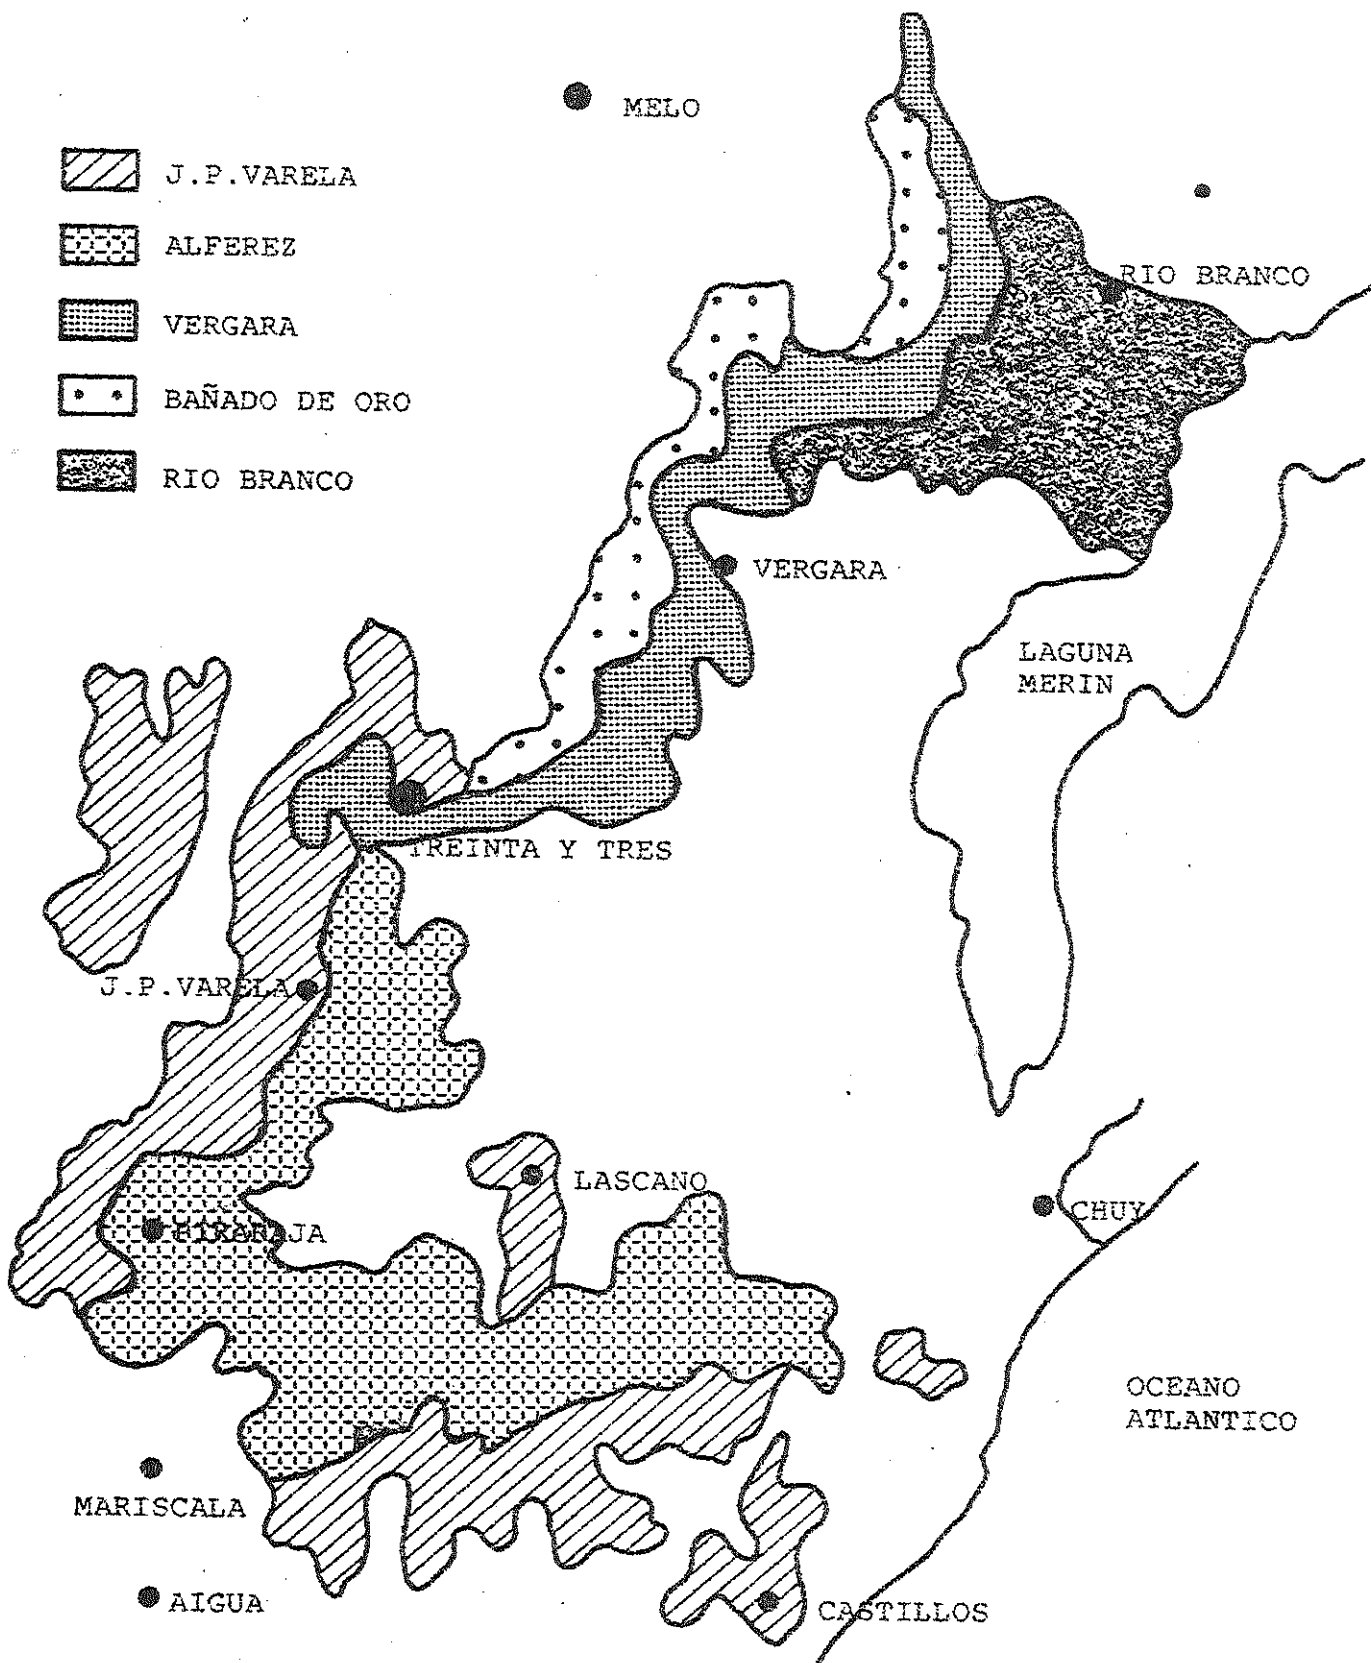 MELO
J.P.VARELA
ALFEREZ
VERGARA
BAÑADO DE ORO
RIO BRANCO
RIO BRANCO
VERGARA
LAGUNA
MERIN
TREINTA Y TRES
J.P.VARELA
LASCANO
CHUY
PIRARAJA
OCEANO
ATLANTICO
MARISCALA
AIGUA
CASTILLOS